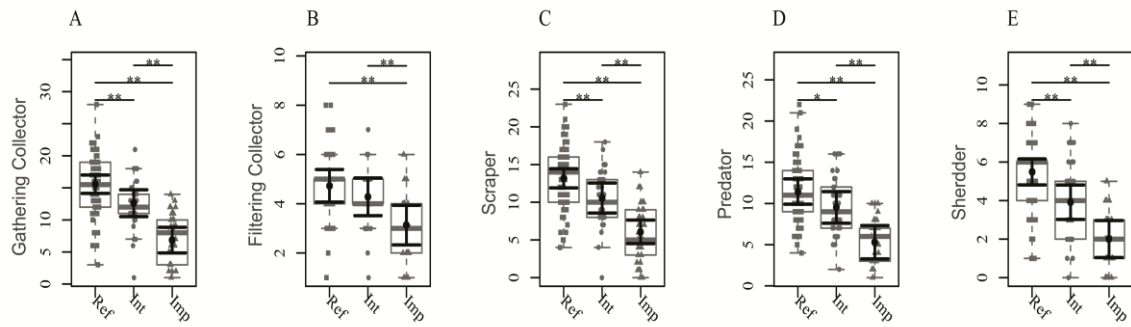 A
B
C
D
E
Gathering Collector
0
10
20
30
**
**
**
Ref
Int
Imp
Filtering Collector
2
4
6
8
10
**
**
Ref
Int
Imp
Scraper
0
5
10
15
20
25
**
**
**
Ref
Int
Imp
Predator
0
5
10
15
20
25
**
**
*
Ref
Int
Imp
Sherddder
0
2
4
6
8
10
**
**
**
Ref
Int
Imp